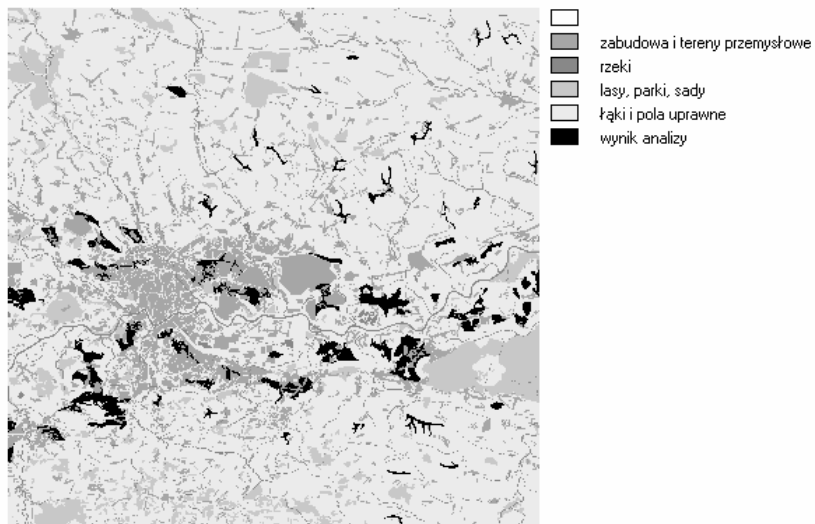 zabudowa i tereny przemysłowe
rzeki
lasy, parki, sady
łąki i pola uprawne
wynik analizy